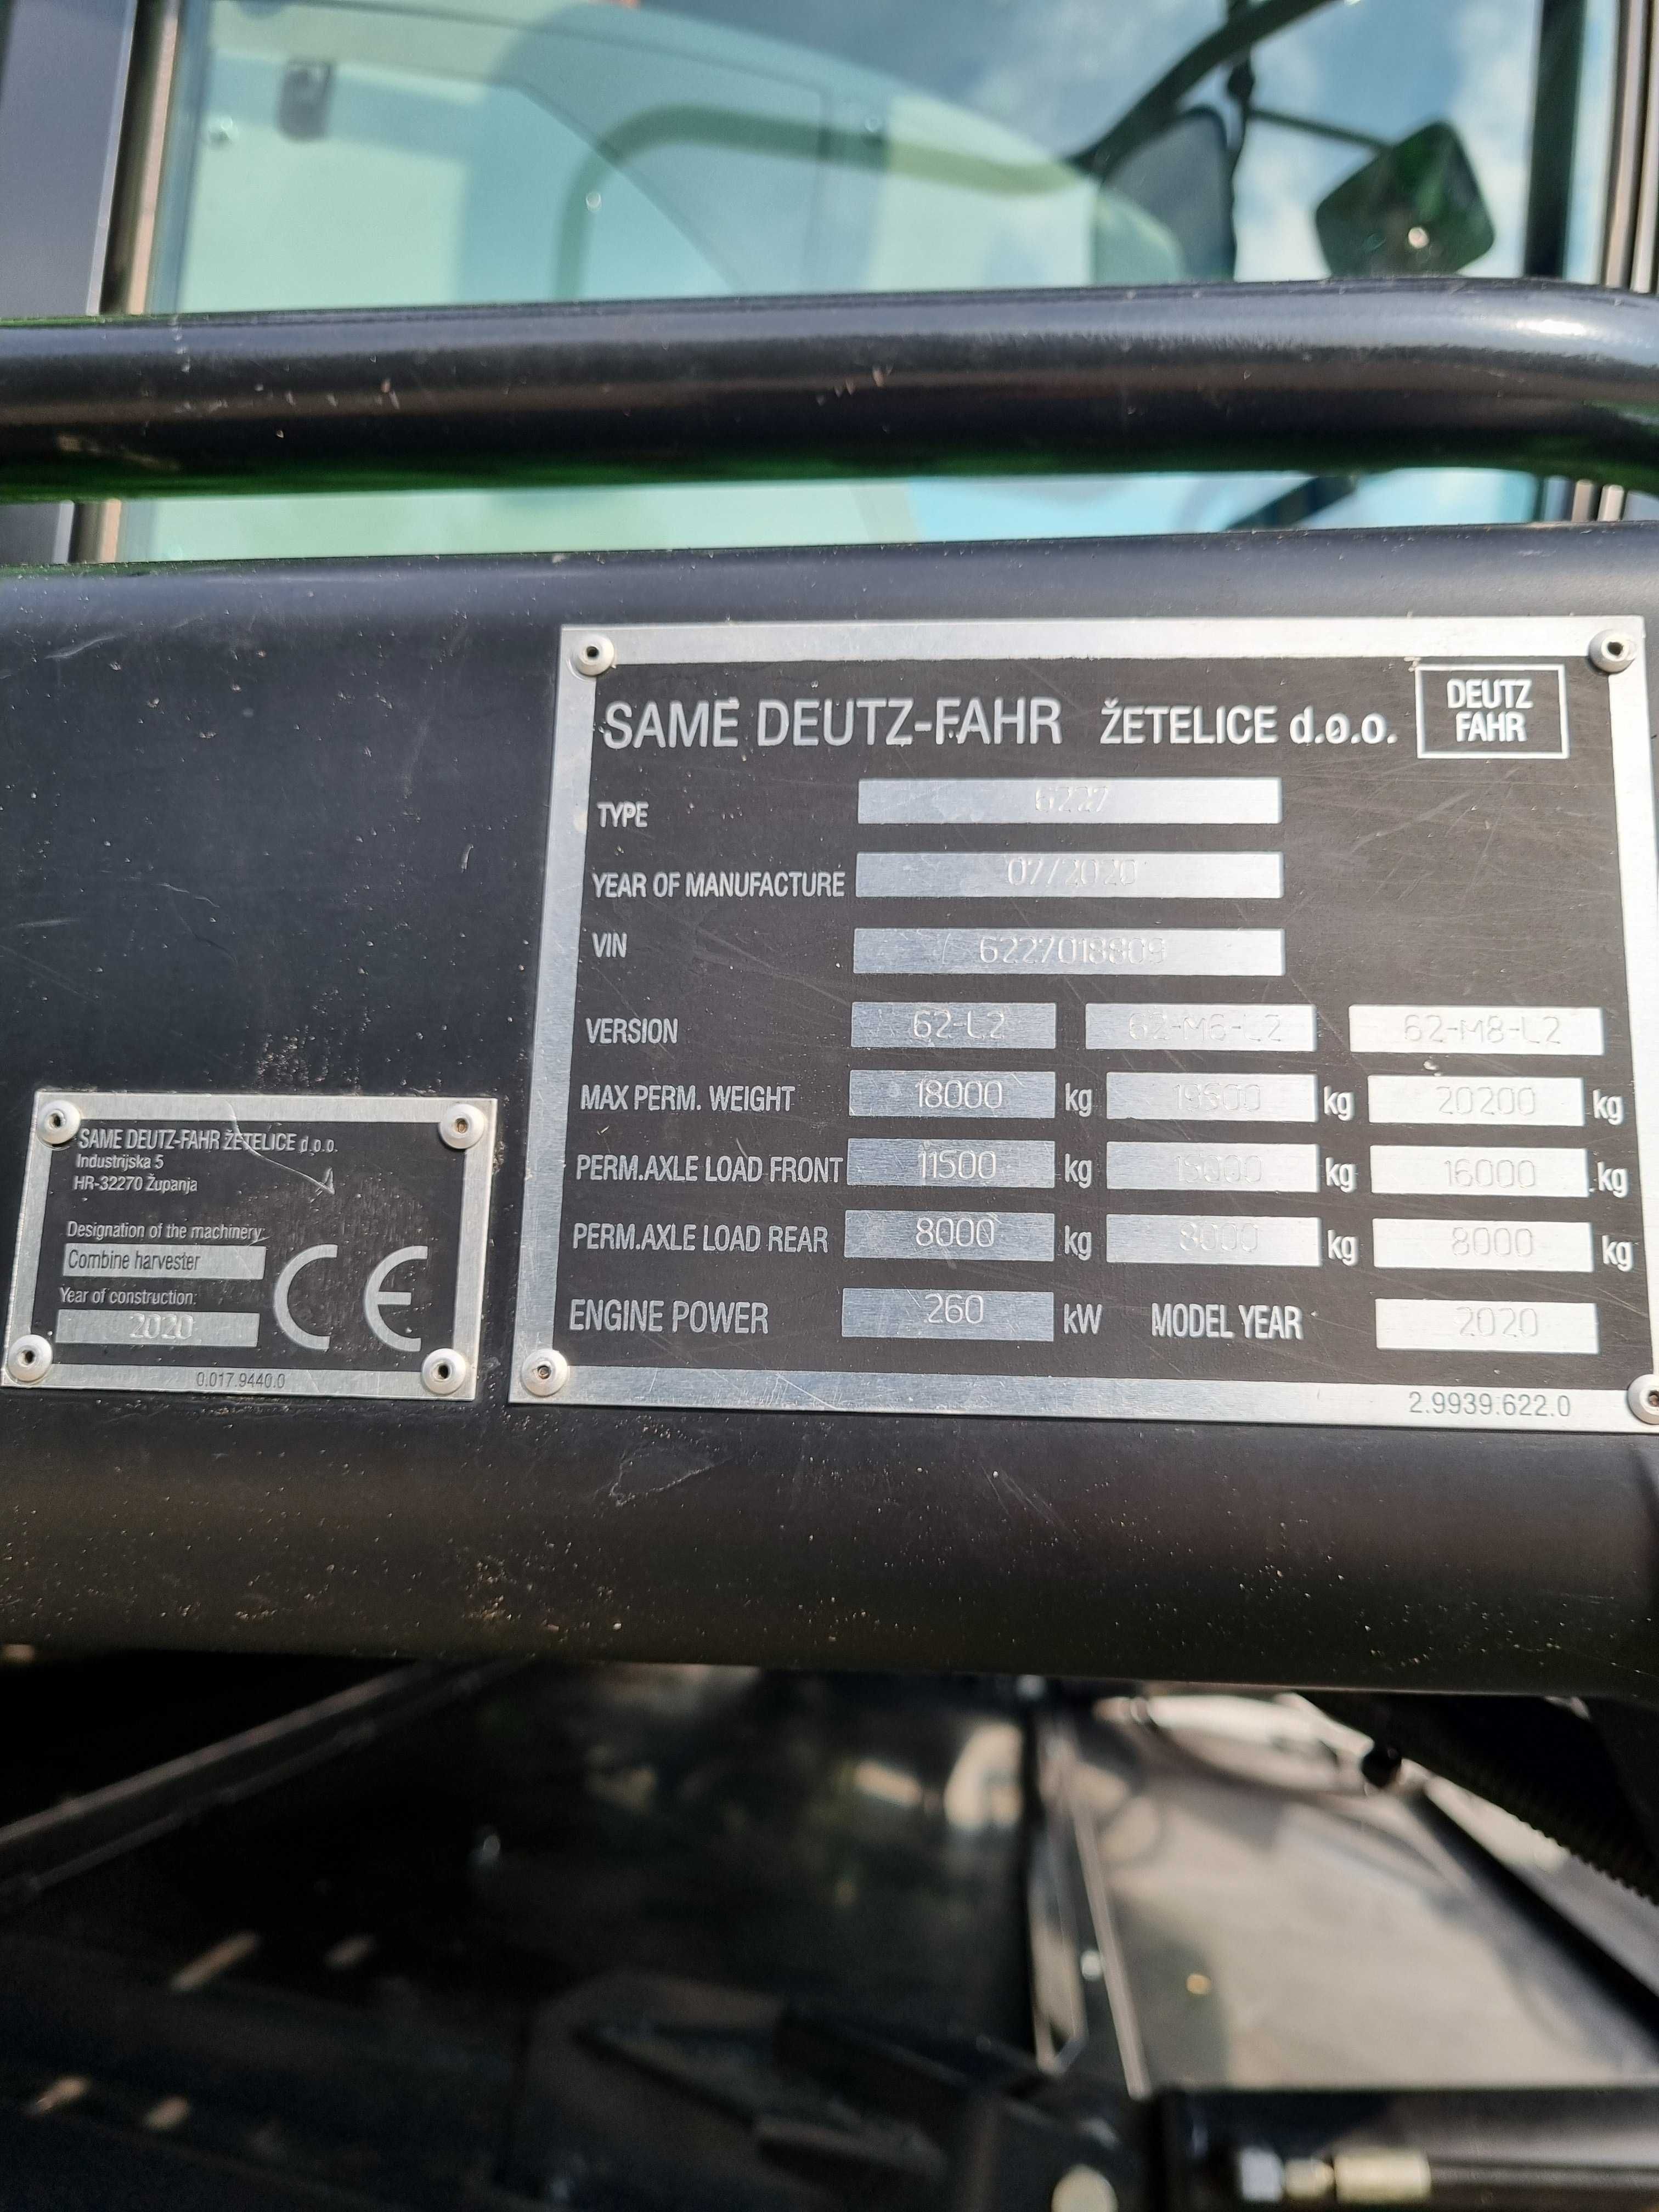 SAME DEUTZ-FAHR ŽETELICE d.o.o.
DEUTZ
FAHR
TYPE 6227
YEAR OF MANUFACTURE 07/2020
VIN 6227018809
VERSION 62-L2 62-M6-L2 62-M8-L2
MAX PERM. WEIGHT 18000 kg kg 20200 kg
PERM.AXLE LOAD FRONT 11500 kg kg 16000 kg
PERM.AXLE LOAD REAR 8000 kg 8000 kg 8000 kg
ENGINE POWER 260 kW MODEL YEAR 2020
2.9939.622.0
SAME DEUTZ-FAHR ŽETELICE d.o.o.
Industrijska 5
HR-32270 Županja
Designation of the machinery:
Combine harvester
Year of construction:
2020
CE
0.017.9440.0